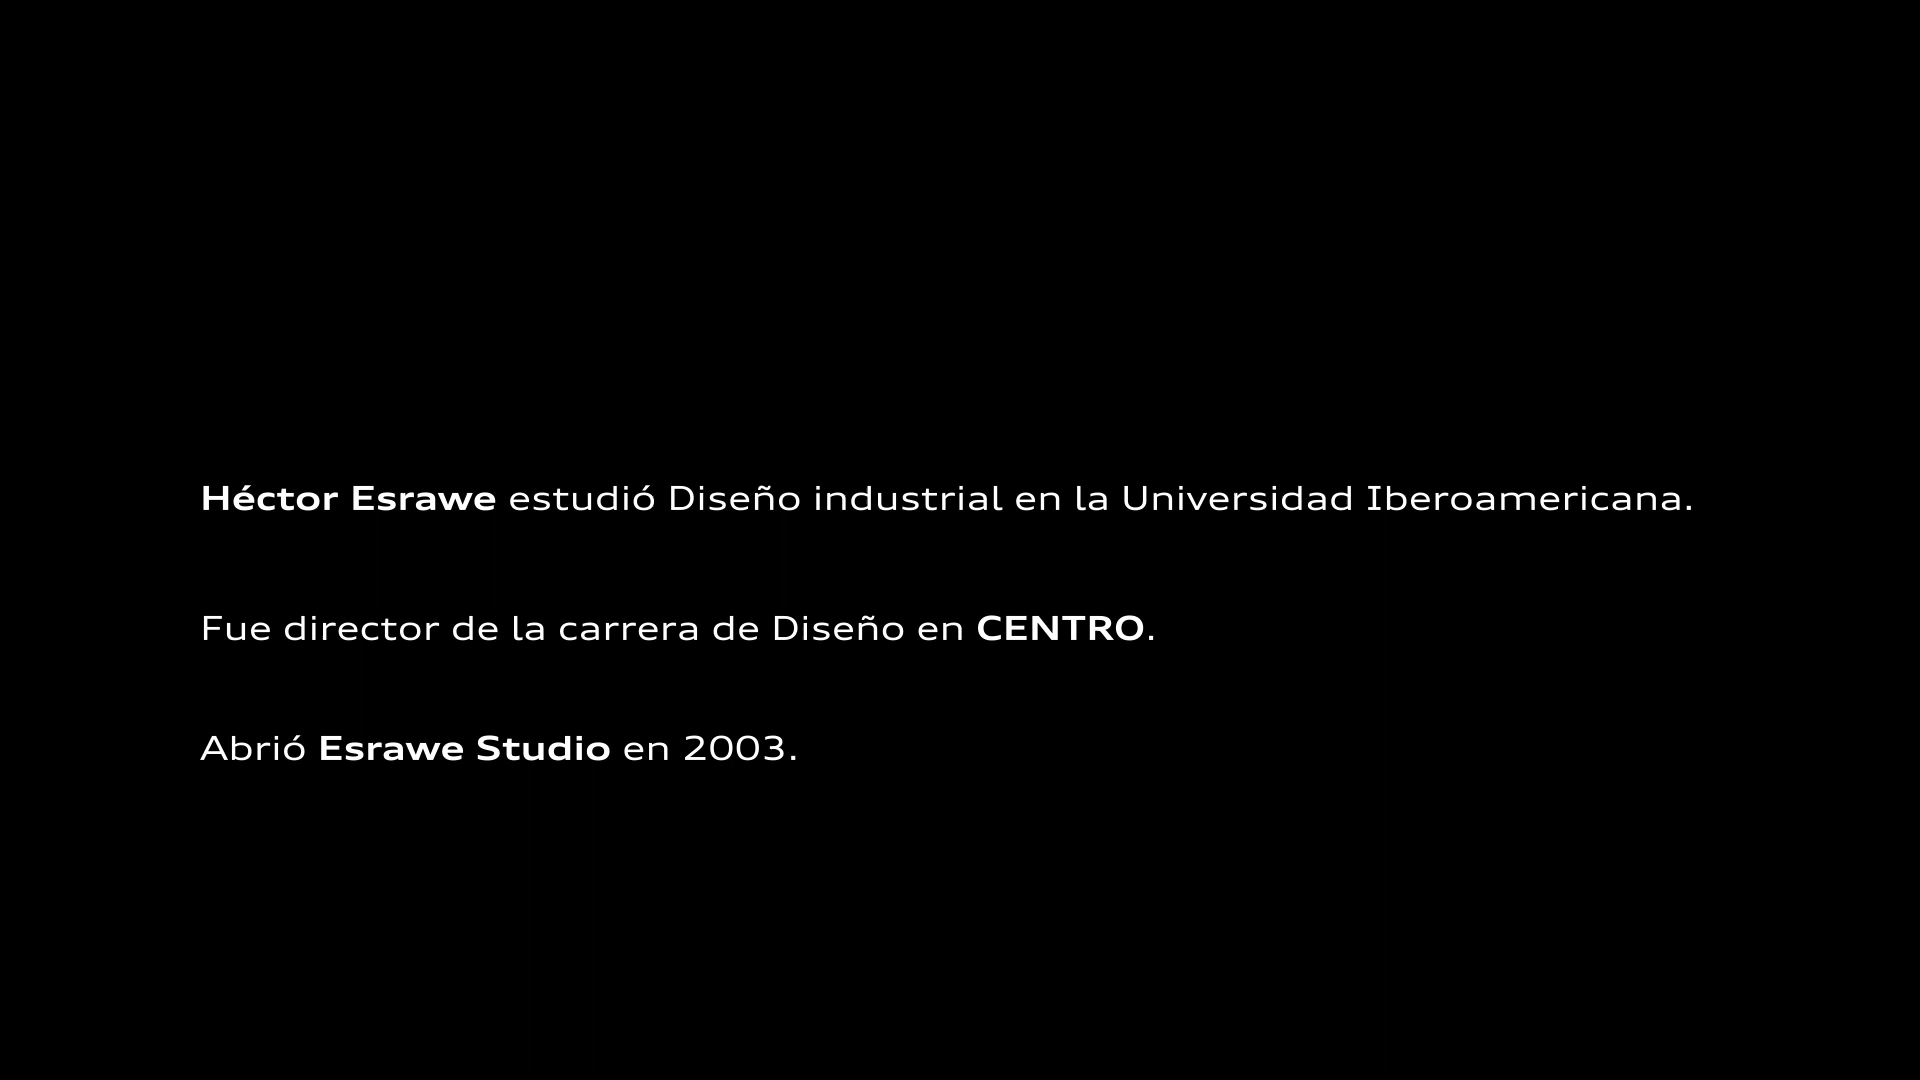 Héctor Esrawe estudió Diseño industrial en la Universidad Iberoamericana.
Fue director de la carrera de Diseño en CENTRO.
Abrió Esrawe Studio en 2003.